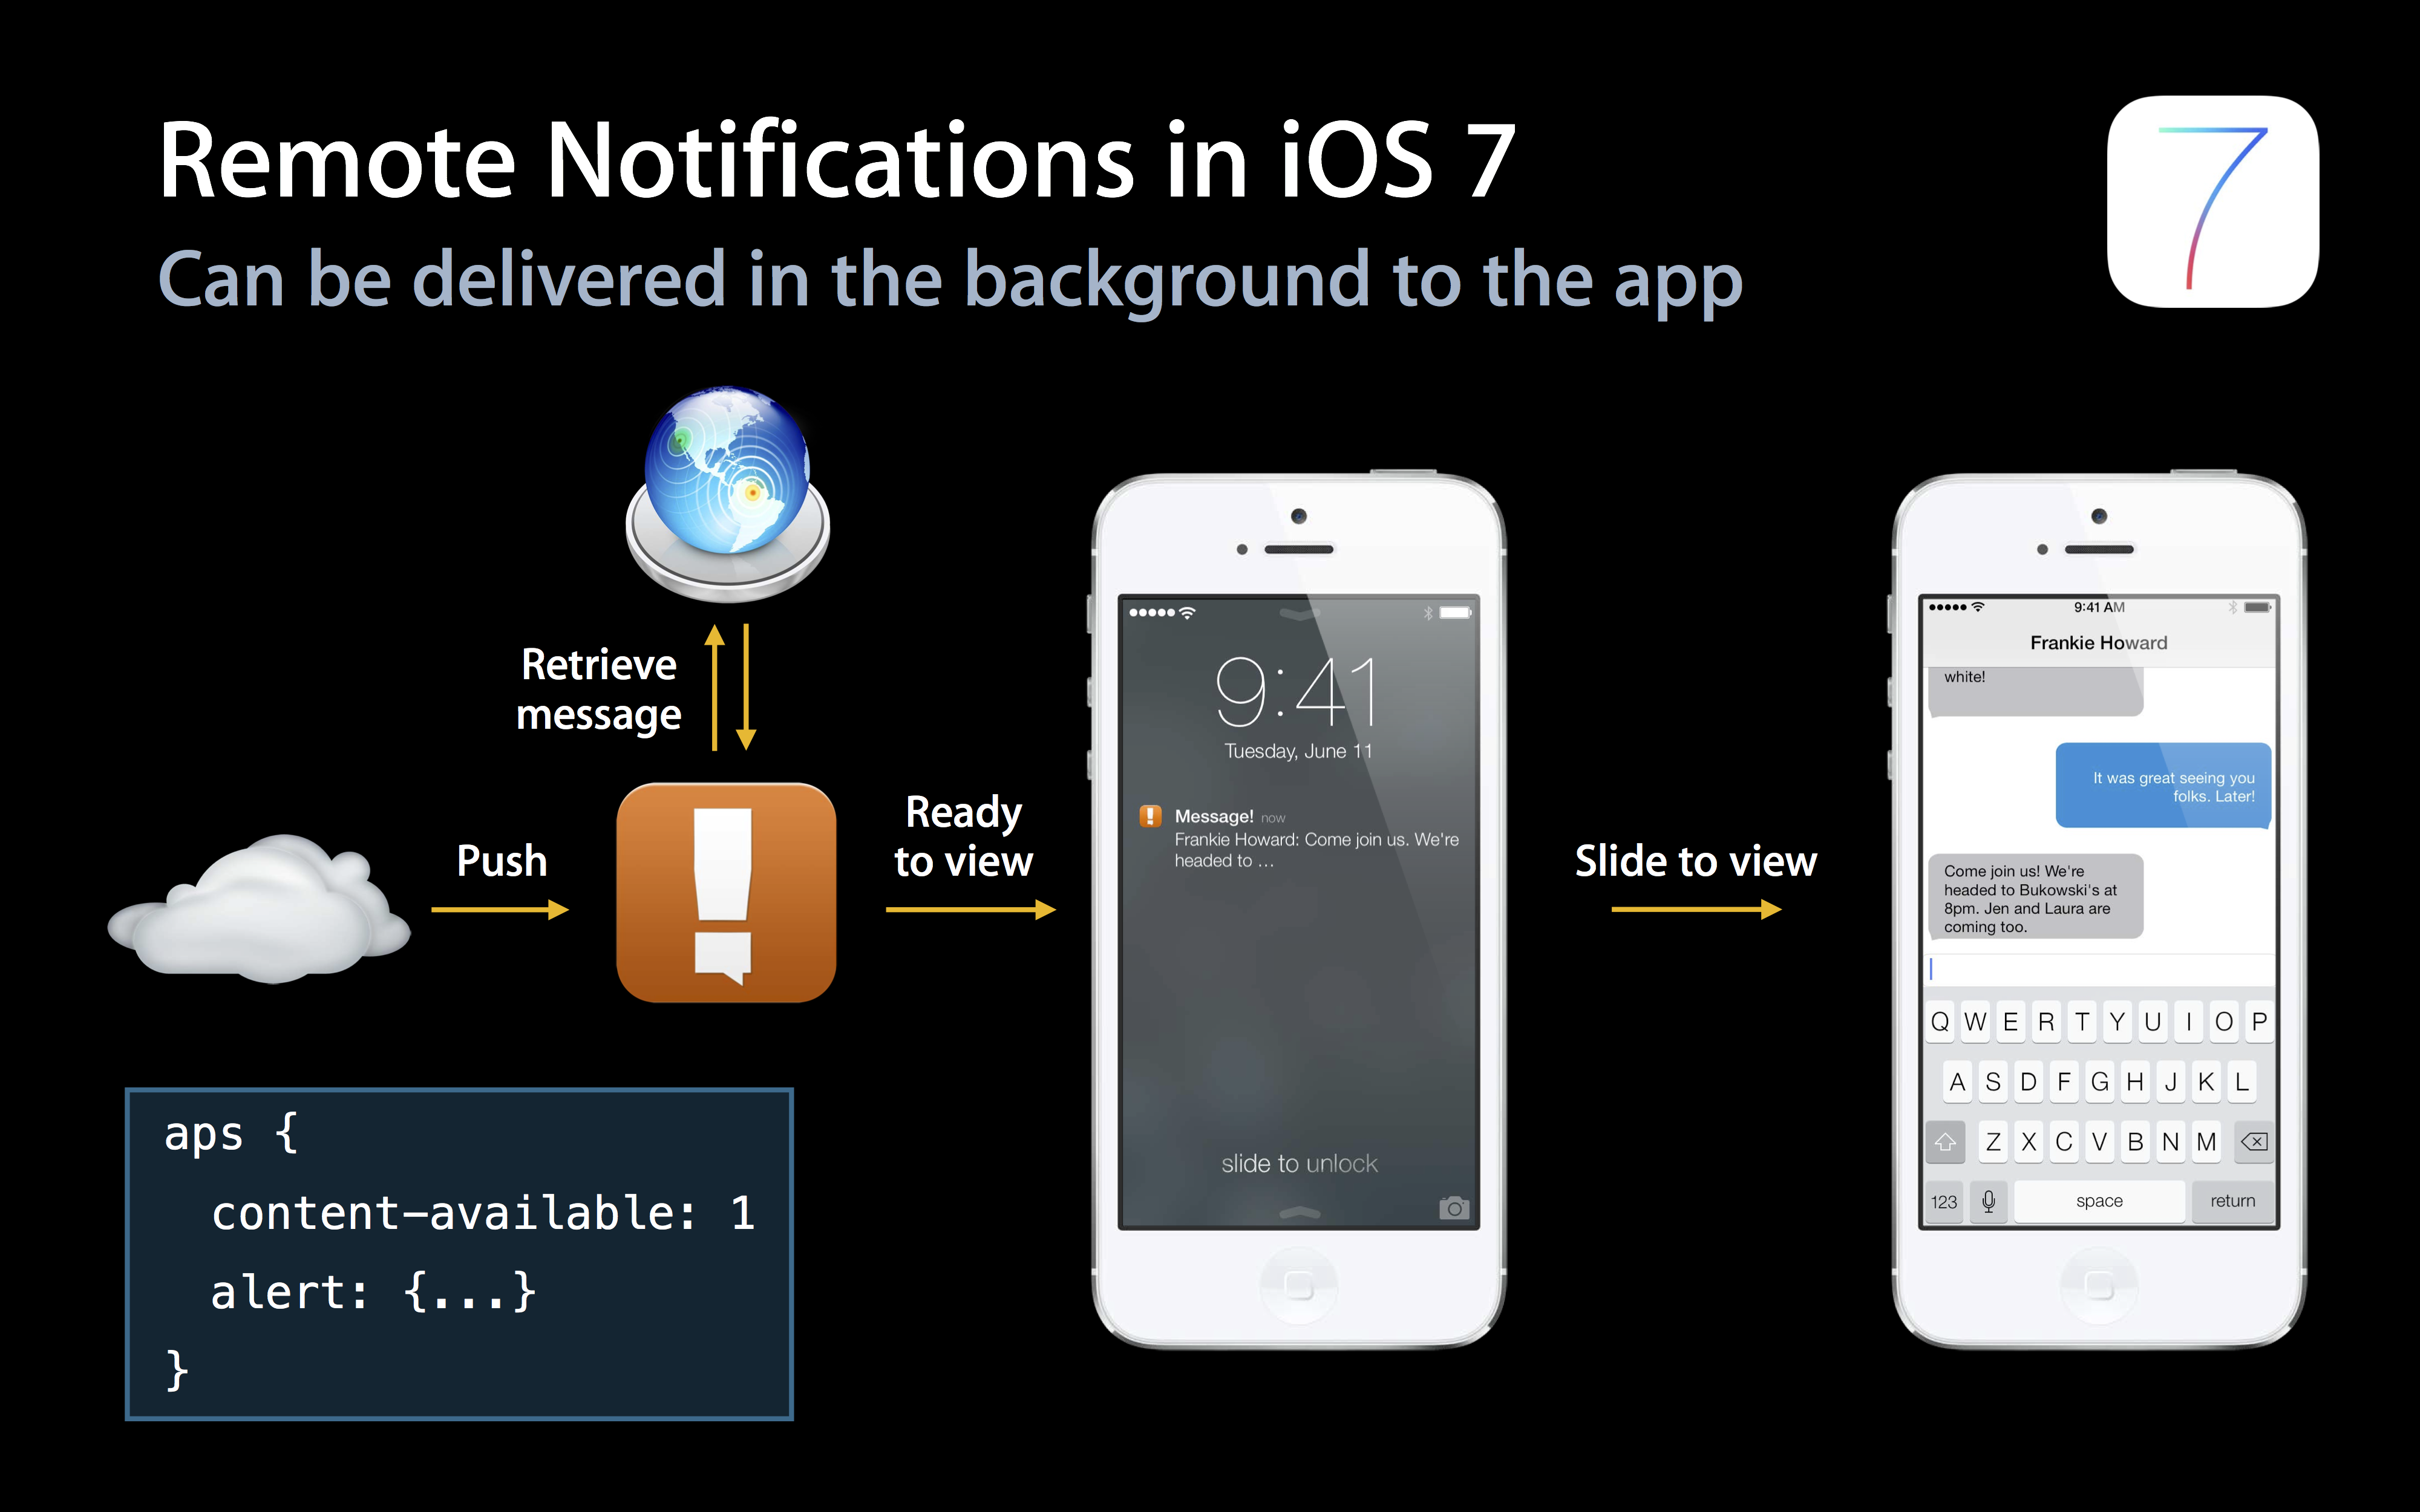 Remote Notifications in iOS 7
Can be delivered in the background to the app
7
Retrieve
message
Push
Ready
to view
Slide to view
aps {
content-available: 1
alert: {...}
}
9:41
Tuesday, June 11
Message! now
Frankie Howard: Come join us. We're
headed to ...
slide to unlock
9:41 AM
Frankie Howard
white!
It was great seeing you
folks. Later!
Come join us! We're
headed to Bukowski's at
8pm. Jen and Laura are
coming too.
Q W E R T Y U I O P
A S D F G H J K L
Z X C V B N M
123 space return